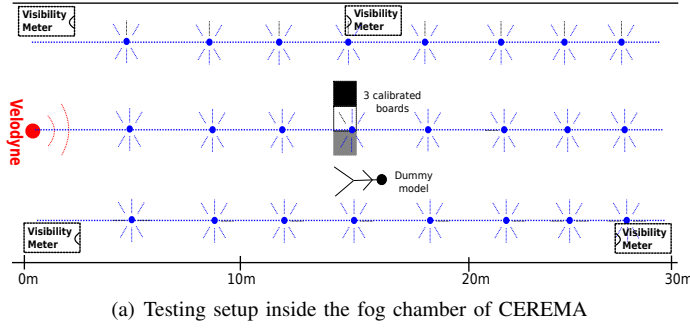 Visibility
Meter
Visibility
Meter
Velodyne
3 calibrated
boards
Dummy
model
Visibility
Meter
Visibility
Meter
0m
10m
20m
30m
(a) Testing setup inside the fog chamber of CEREMA